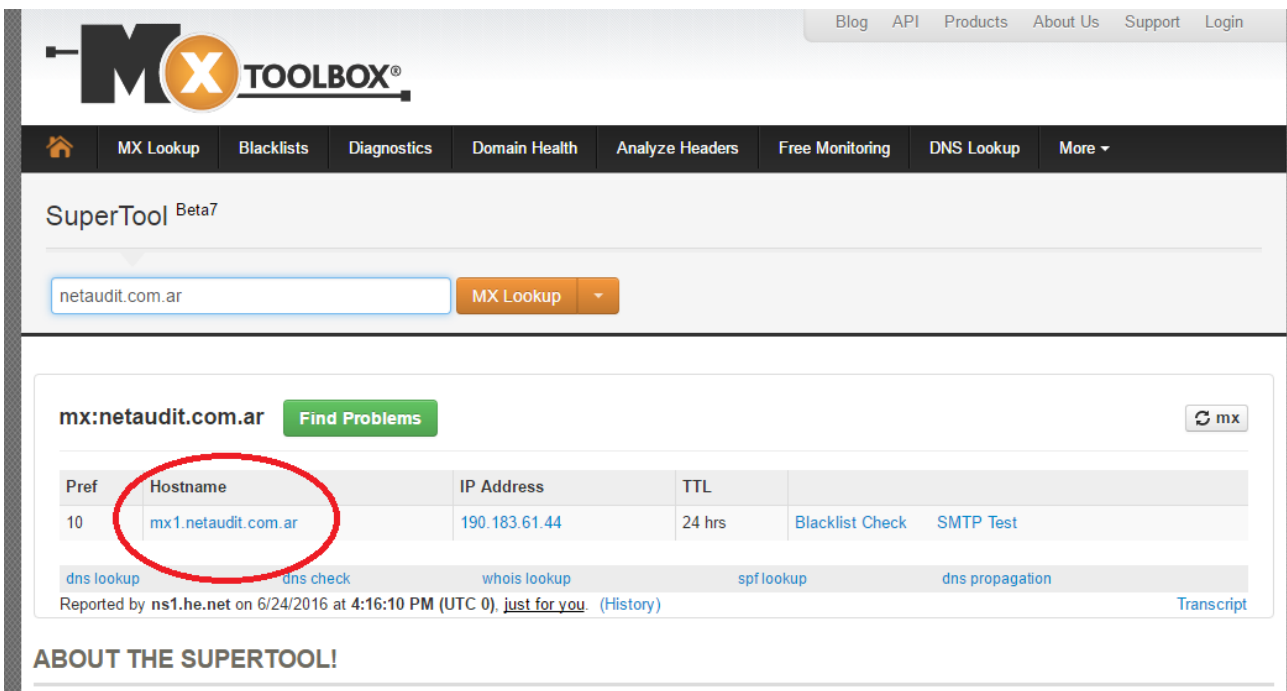 Blog API Products About Us Support Login
MX TOOLBOX®
MX Lookup Blacklists Diagnostics Domain Health Analyze Headers Free Monitoring DNS Lookup More
SuperTool Beta7
netaudit.com.ar MX Lookup
mx:netaudit.com.ar Find Problems mx
Pref Hostname IP Address TTL
10 mx1.netaudit.com.ar 190.183.61.44 24 hrs Blacklist Check SMTP Test
dns lookup dns check whois lookup spf lookup dns propagation
Reported by ns1.he.net on 6/24/2016 at 4:16:10 PM (UTC 0), just for you. (History) Transcript
ABOUT THE SUPERTOOL!